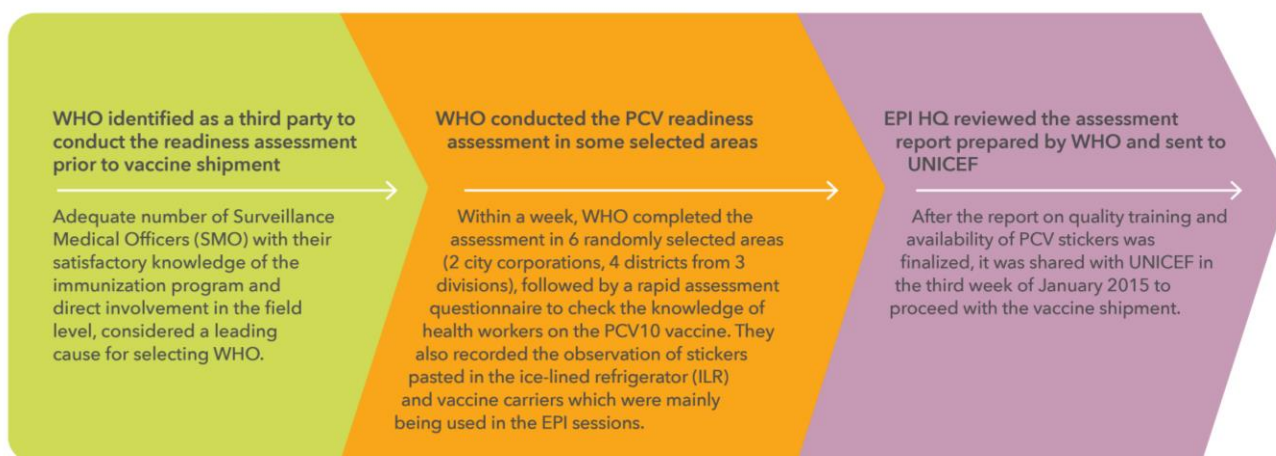 WHO identified as a third party to
conduct the readiness assessment
prior to vaccine shipment
Adequate number of Surveillance
Medical Officers (SMO) with their
satisfactory knowledge of the
immunization program and
direct involvement in the field
level, considered a leading
cause for selecting WHO.
WHO conducted the PCV readiness
assessment in some selected areas
Within a week, WHO completed the
assessment in 6 randomly selected areas
(2 city corporations, 4 districts from 3
divisions), followed by a rapid assessment
questionnaire to check the knowledge of
health workers on the PCV10 vaccine. They
also recorded the observation of stickers
pasted in the ice-lined refrigerator (ILR)
and vaccine carriers which were mainly
being used in the EPI sessions.
EPI HQ reviewed the assessment
report prepared by WHO and sent to
UNICEF
After the report on quality training and
availability of PCV stickers was
finalized, it was shared with UNICEF in
the third week of January 2015 to
proceed with the vaccine shipment.